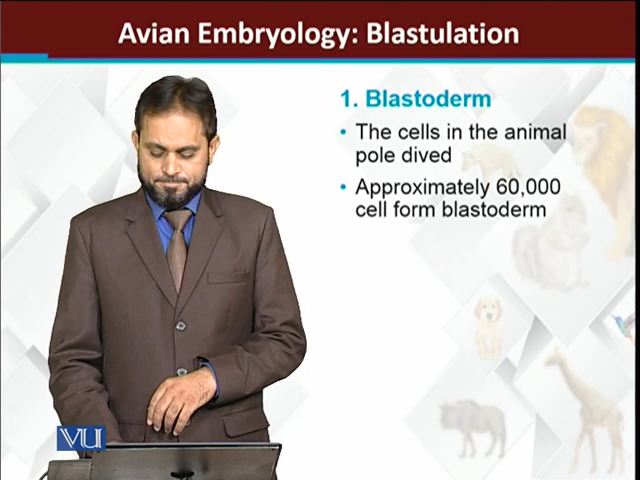 Avian Embryology: Blastulation
1. Blastoderm
• The cells in the animal
pole dived
• Approximately 60,000
cell form blastoderm
VU